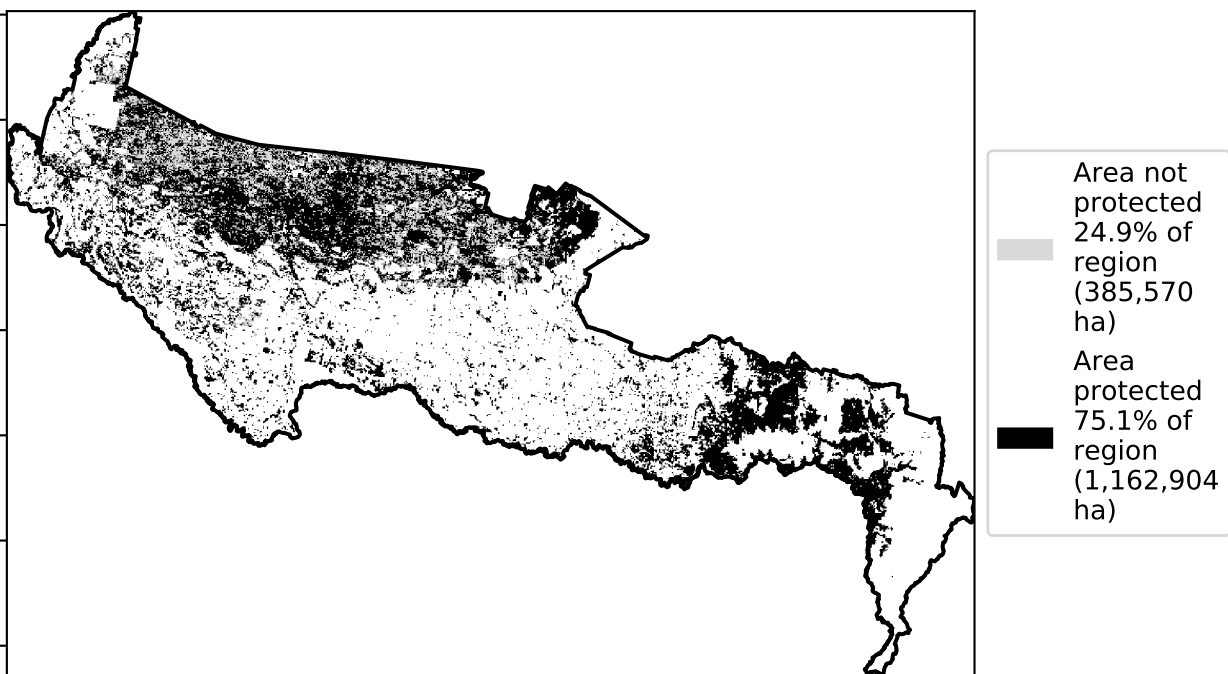 Area not
protected
24.9% of
region
(385,570
ha)
Area
protected
75.1% of
region
(1,162,904
ha)